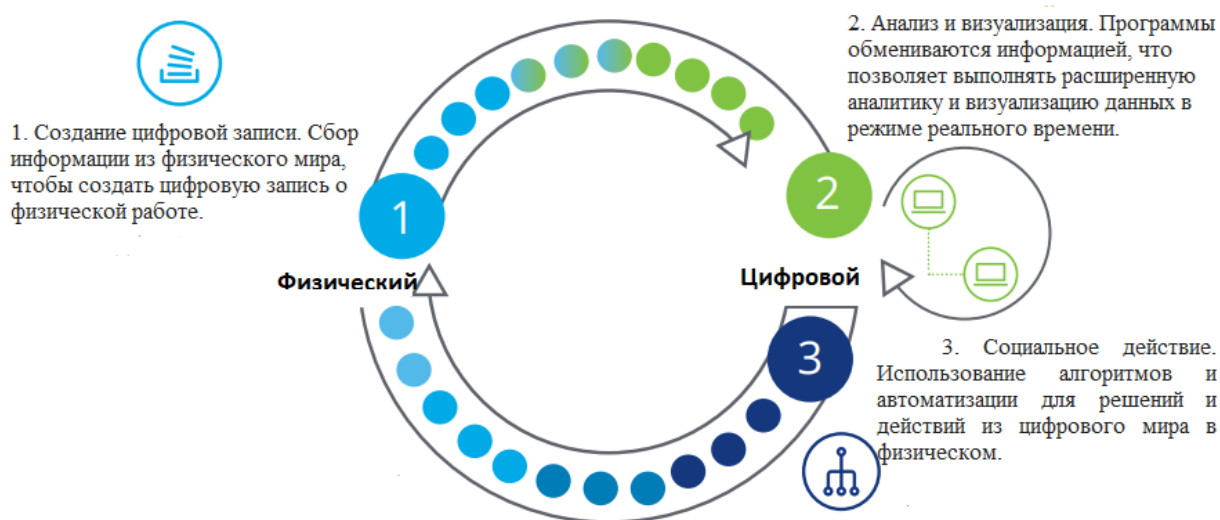 1. Создание цифровой записи. Сбор
информации из физического мира,
чтобы создать цифровую запись о
физической работе.
1
Физический
2. Анализ и визуализация. Программы
обмениваются информацией, что
позволяет выполнять расширенную
аналитику и визуализацию данных в
режиме реального времени.
2
Цифровой
3
3. Социальное действие.
Использование алгоритмов и
автоматизации для решений и
действий из цифрового мира в
физическом.